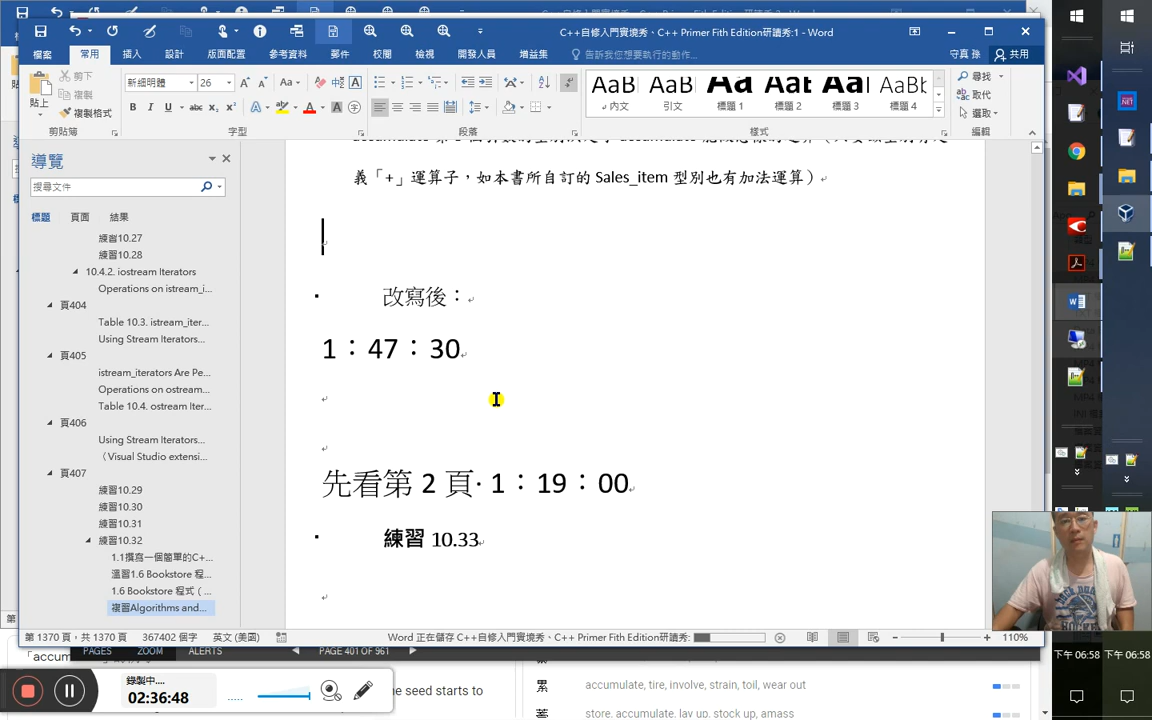 C++自修入門實境秀、C++ Primer Fith Edition研讀秀:1 - Word
檔案 常用 插入 設計 版面配置 參考資料 郵件 校閱 檢視 開發人員 增益集 告訴我您想要執行的動作... 守真 孫 共用
貼上 剪下 複製 複製格式
新細明體 26
AaB AaB Aa Aat Aal AaBt
內文 引文 標題 1 標題 2 標題 3 標題 4
尋找 取代 選取
剪貼簿 字型 段落 樣式 編輯
導覽
搜尋文件
標題 頁面 結果
練習10.27
練習10.28
10.4.2. iostream Iterators
Operations on istream_i...
頁404
Table 10.3. istream_iter...
Using Stream Iterators...
頁405
istream_iterators Are Pe...
Operations on ostream...
Table 10.4. ostream Iter...
頁406
Using Stream Iterators...
（Visual Studio extensi...
頁407
練習10.29
練習10.30
練習10.31
練習10.32
1.1撰寫一個簡單的C+...
溫習1.6 Bookstore 程...
1.6 Bookstore 程式（...
複習Algorithms and...
義「+」運算子，如本書所自訂的 Sales_item 型別也有加法運算）
改寫後：
1：47：30
先看第 2 頁 1：19：00
練習 10.33
第 1370 頁，共 1370 頁 367402 個字 英文 (美國) Word 正在儲存 C++自修入門實境秀、C++ Primer Fith Edition研讀秀: 110%
PAGES ZOOM ALERTS PAGE 401 OF 961
「accum
he seed starts to
累 accumulate, tire, involve, strain, toil, wear out
蓄 store, accumulate, lay up, stock up, amass
錄製中....
02:36:48
下午 06:58 下午 06:58